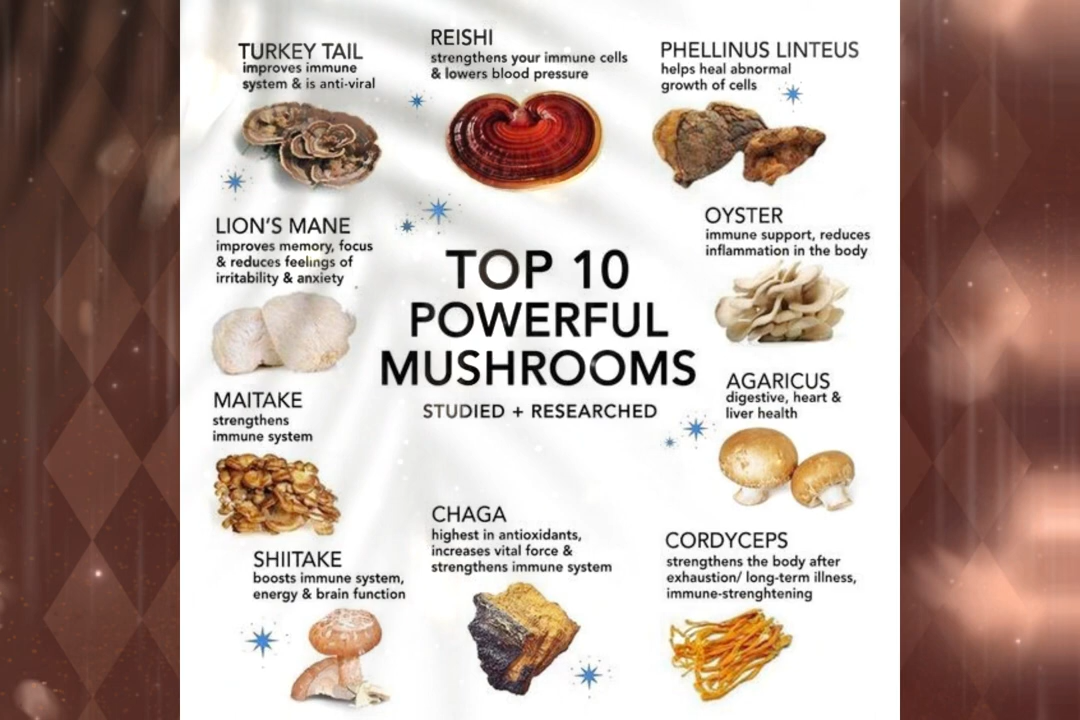 TURKEY TAIL
improves immune
system & is anti-viral
REISHI
strengthens your immune cells
& lowers blood pressure
PHELLINUS LINTEUS
helps heal abnormal
growth of cells
LION'S MANE
improves memory, focus
& reduces feelings of
irritability & anxiety
OYSTER
immune support, reduces
inflammation in the body
TOP 10
POWERFUL
MUSHROOMS
STUDIED + RESEARCHED
MAITAKE
strengthens
immune system
AGARICUS
digestive, heart &
liver health
SHIITAKE
boosts immune system,
energy & brain function
CHAGA
highest in antioxidants,
increases vital force &
strengthens immune system
CORDYCEPS
strengthens the body after
exhaustion/ long-term illness,
immune-strenghtening